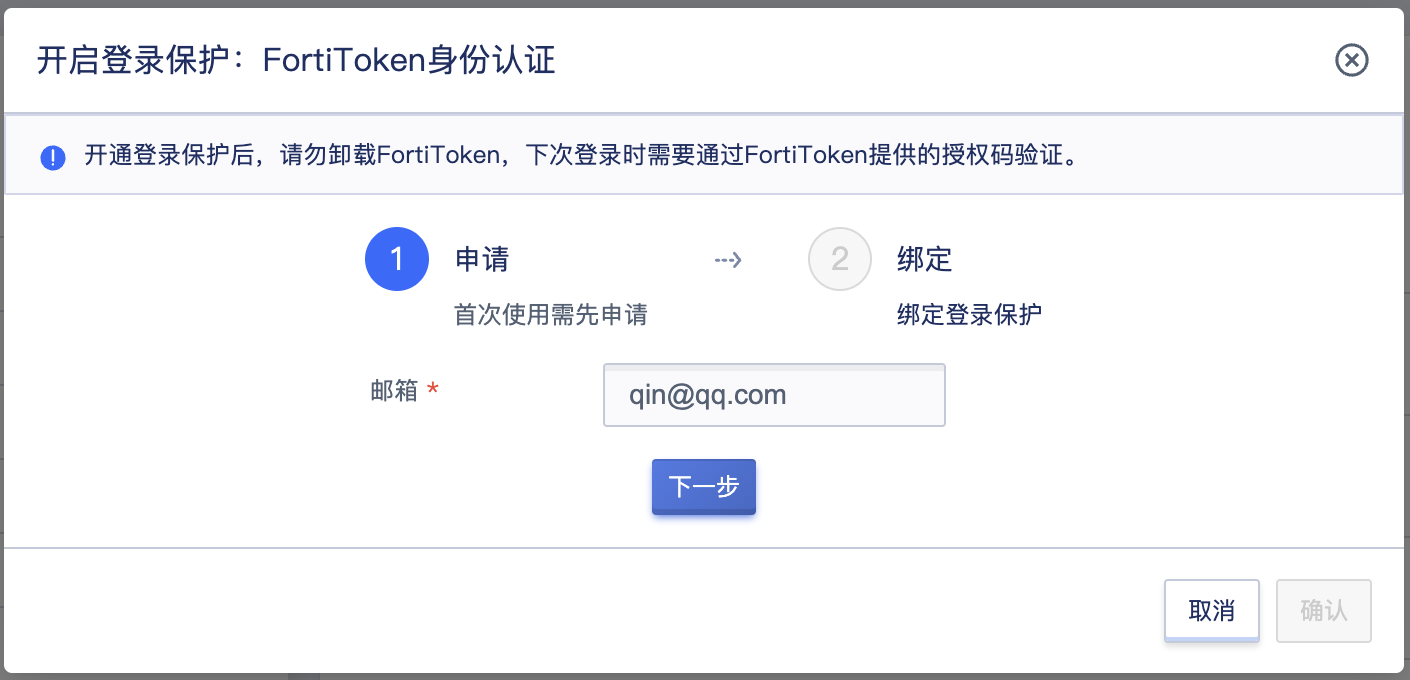 开启登录保护：FortiToken身份认证
开通登录保护后，请勿卸载FortiToken，下次登录时需要通过FortiToken提供的授权码验证。
1 申请 2 绑定
首次使用需先申请 绑定登录保护
邮箱 * qin@qq.com
下一步
取消 确认